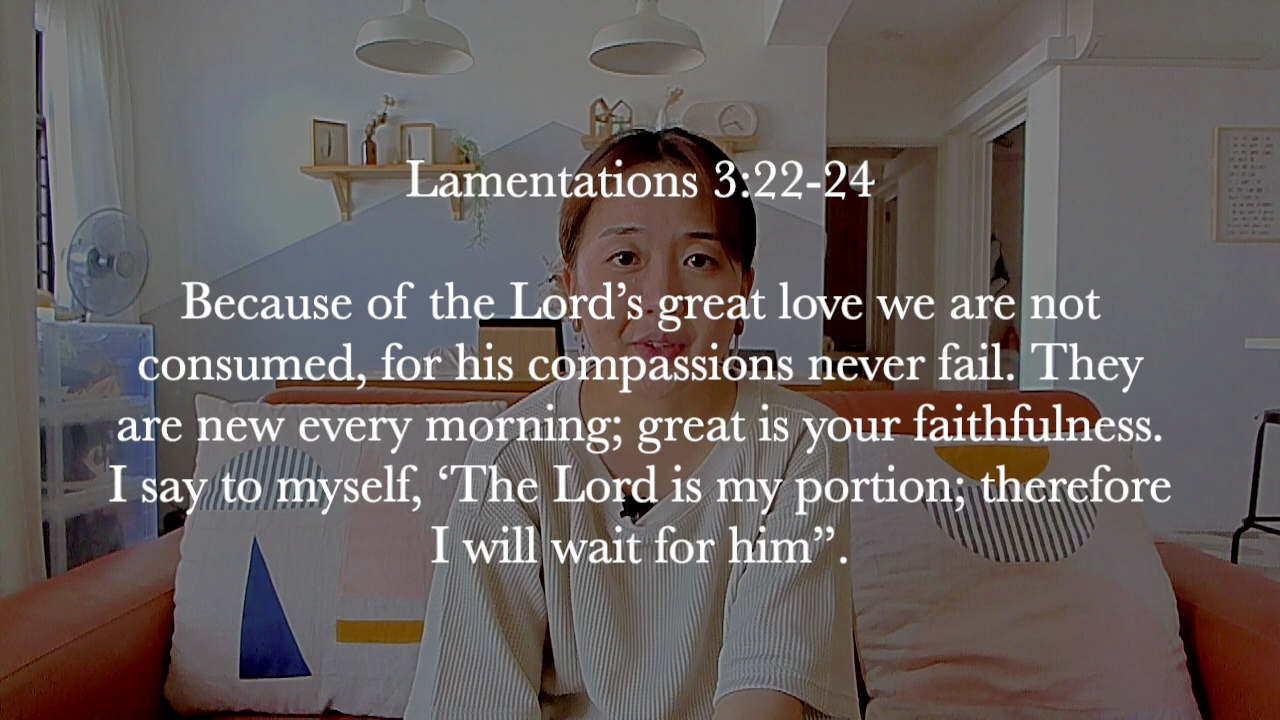 Lamentations 3:22-24
Because of the Lord’s great love we are not
consumed, for his compassions never fail. They
are new every morning; great is your faithfulness.
I say to myself, ‘The Lord is my portion; therefore
I will wait for him”.